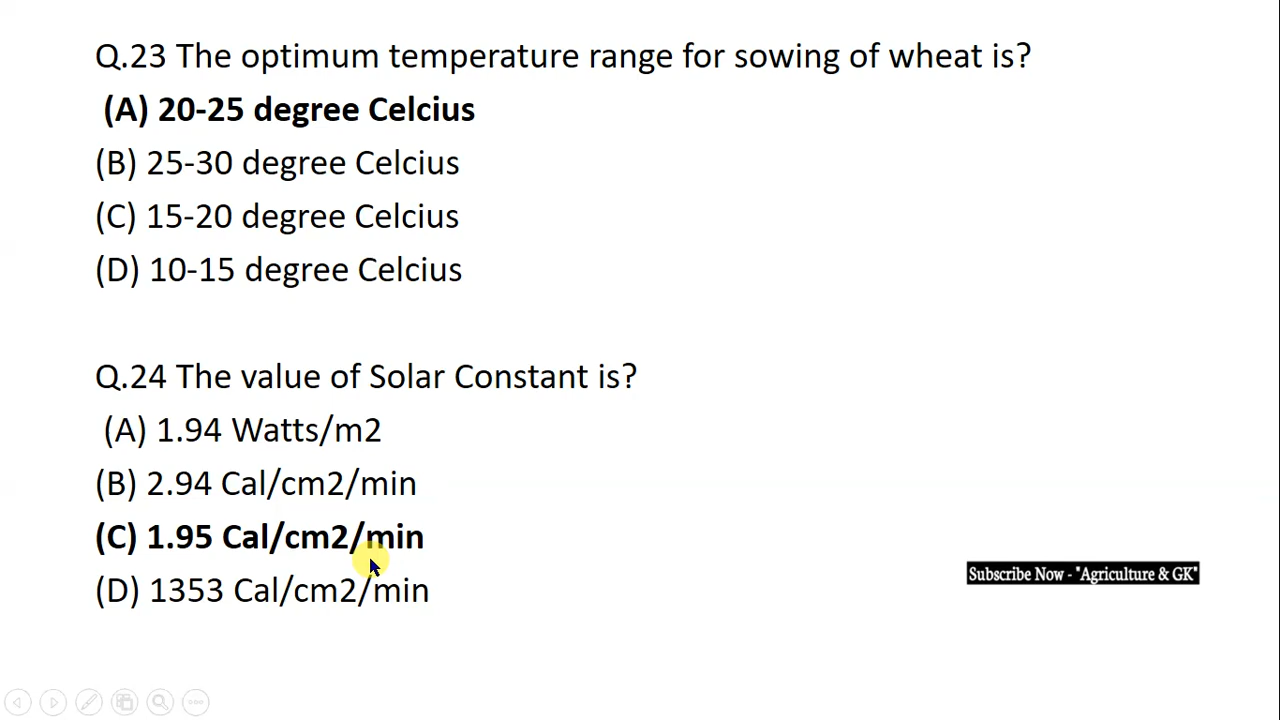 Q.23 The optimum temperature range for sowing of wheat is?
(A) 20-25 degree Celcius
(B) 25-30 degree Celcius
(C) 15-20 degree Celcius
(D) 10-15 degree Celcius
Q.24 The value of Solar Constant is?
(A) 1.94 Watts/m2
(B) 2.94 Cal/cm2/min
(C) 1.95 Cal/cm2/min
(D) 1353 Cal/cm2/min
Subscribe Now - "Agriculture & GK"